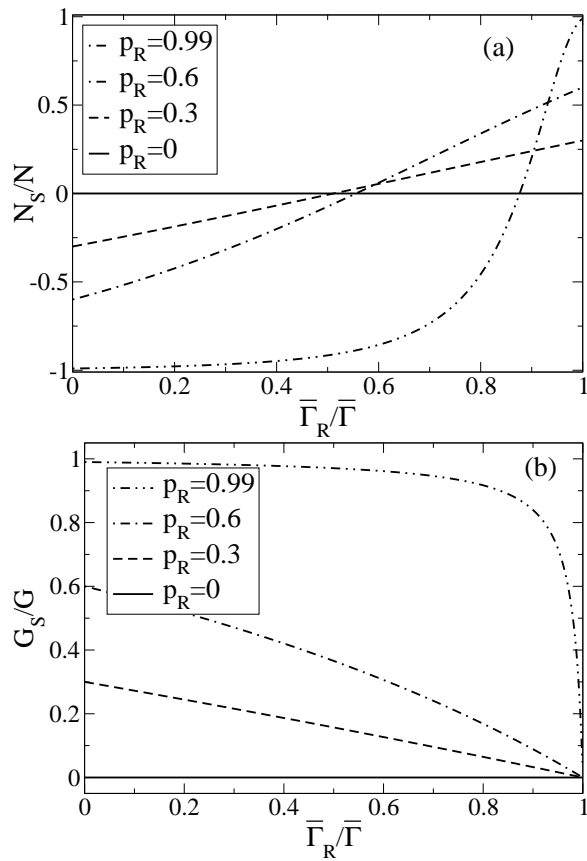 1
0.5
0
-0.5
-1
N_S/N
p_R=0.99
p_R=0.6
p_R=0.3
p_R=0
(a)
0 0.2 0.4 0.6 0.8 1
Γ̅_R/Γ̅
1
0.8
0.6
0.4
0.2
0
G_S/G
p_R=0.99
p_R=0.6
p_R=0.3
p_R=0
(b)
0 0.2 0.4 0.6 0.8 1
Γ̅_R/Γ̅